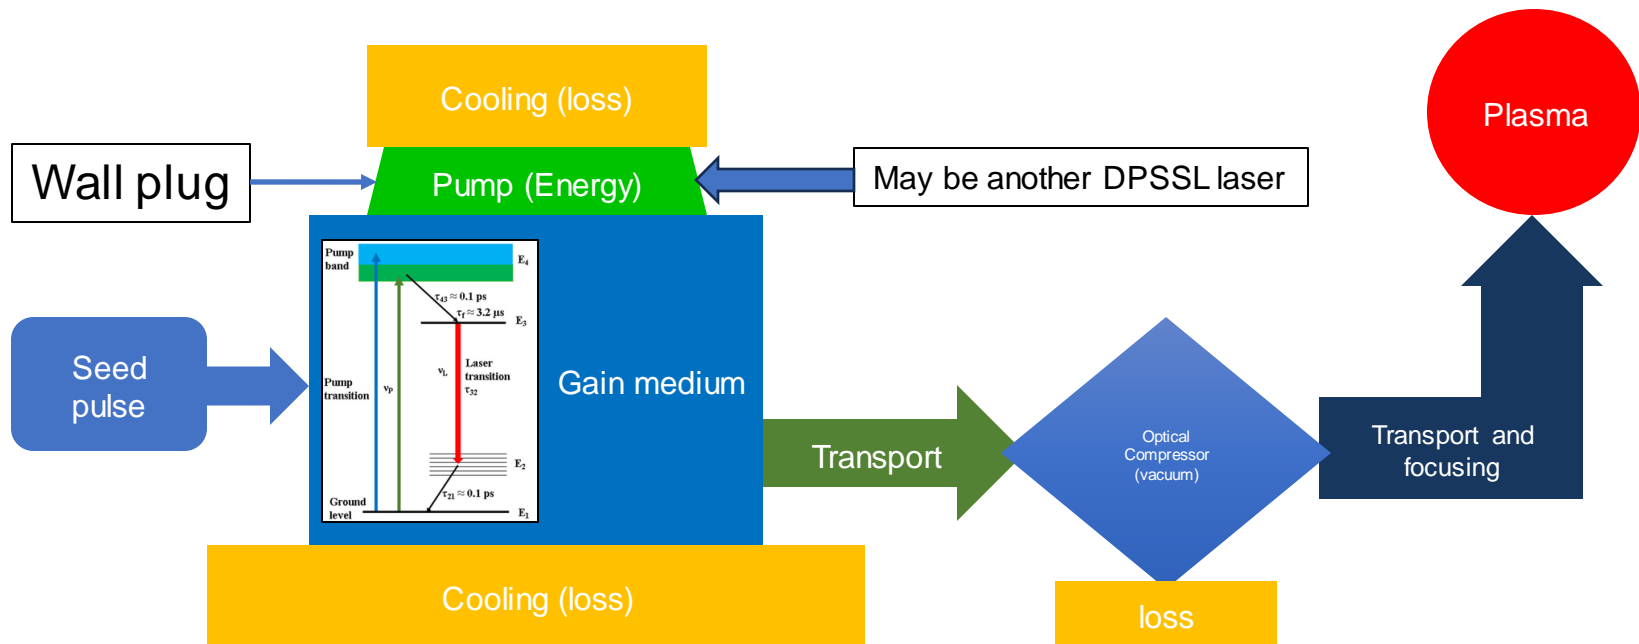 Cooling (loss)
Plasma
Wall plug
Pump (Energy)
May be another DPSSL laser
Pump
band
E₄
τ₄₃ ≈ 0.1 ps
τf ≈ 3.2 μs
E₃
Seed
pulse
Pump
transition
νP
νL
Laser
transition
τ₃₂
Gain medium
E₂
τ₂₁ ≈ 0.1 ps
Ground
level
E₁
Transport
Optical
Compressor
(vacuum)
Transport and
focusing
Cooling (loss)
loss